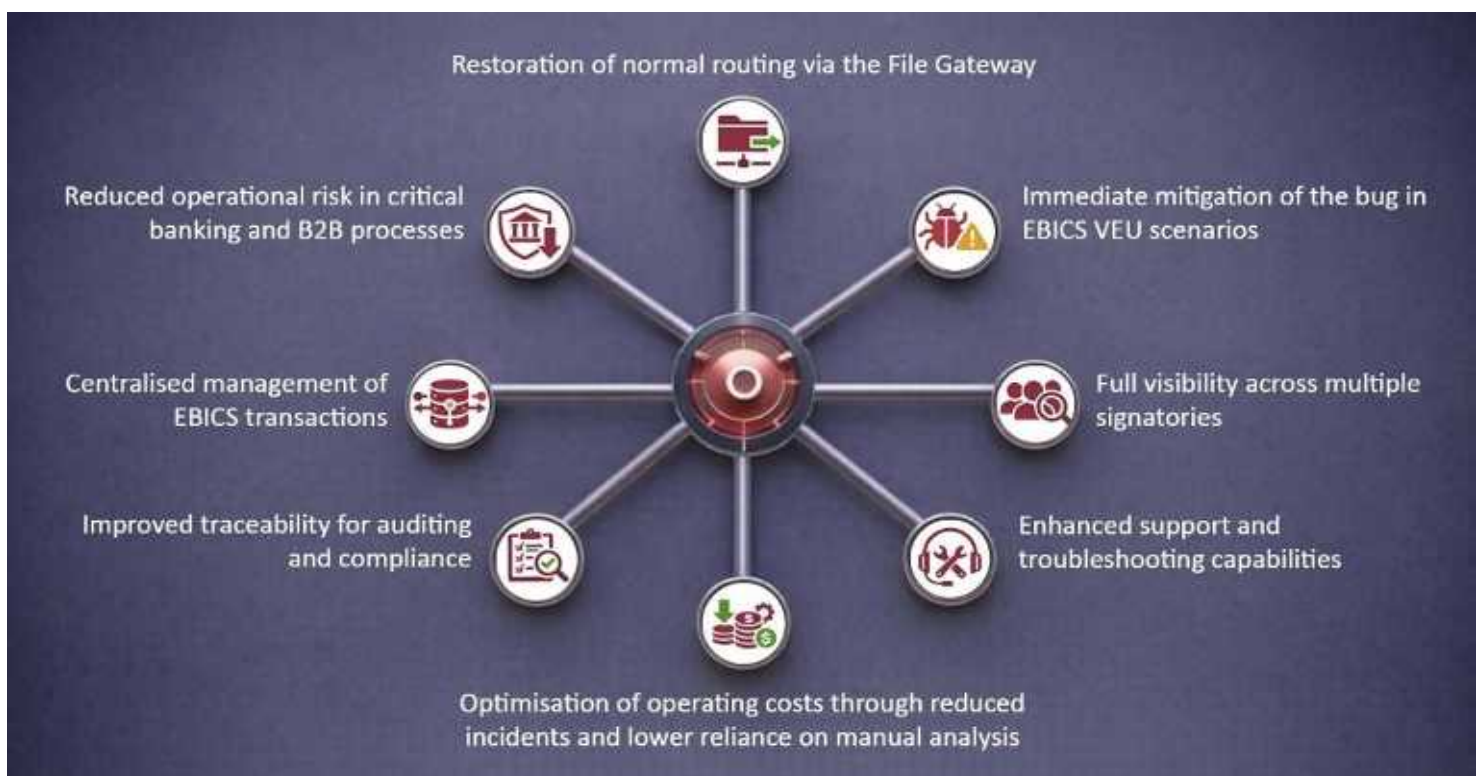 Restoration of normal routing via the File Gateway
Immediate mitigation of the bug in
EBICS VEU scenarios
Full visibility across multiple
signatories
Enhanced support and
troubleshooting capabilities
Optimisation of operating costs through reduced
incidents and lower reliance on manual analysis
Improved traceability for auditing
and compliance
Centralised management of
EBICS transactions
Reduced operational risk in critical
banking and B2B processes